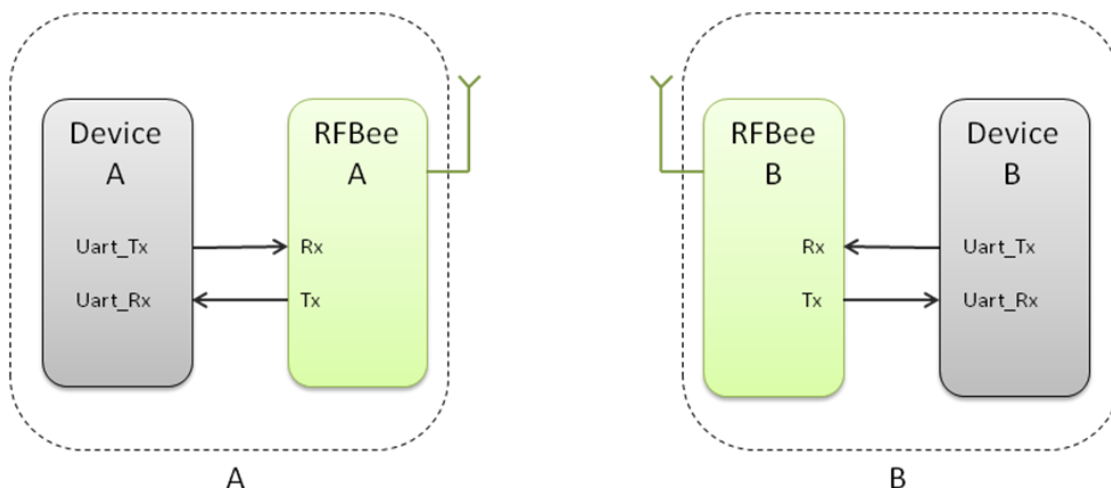 Device
A
RFBee
A
Uart_Tx
Rx
Uart_Rx
Tx
A
RFBee
B
Device
B
Rx
Uart_Tx
Tx
Uart_Rx
B